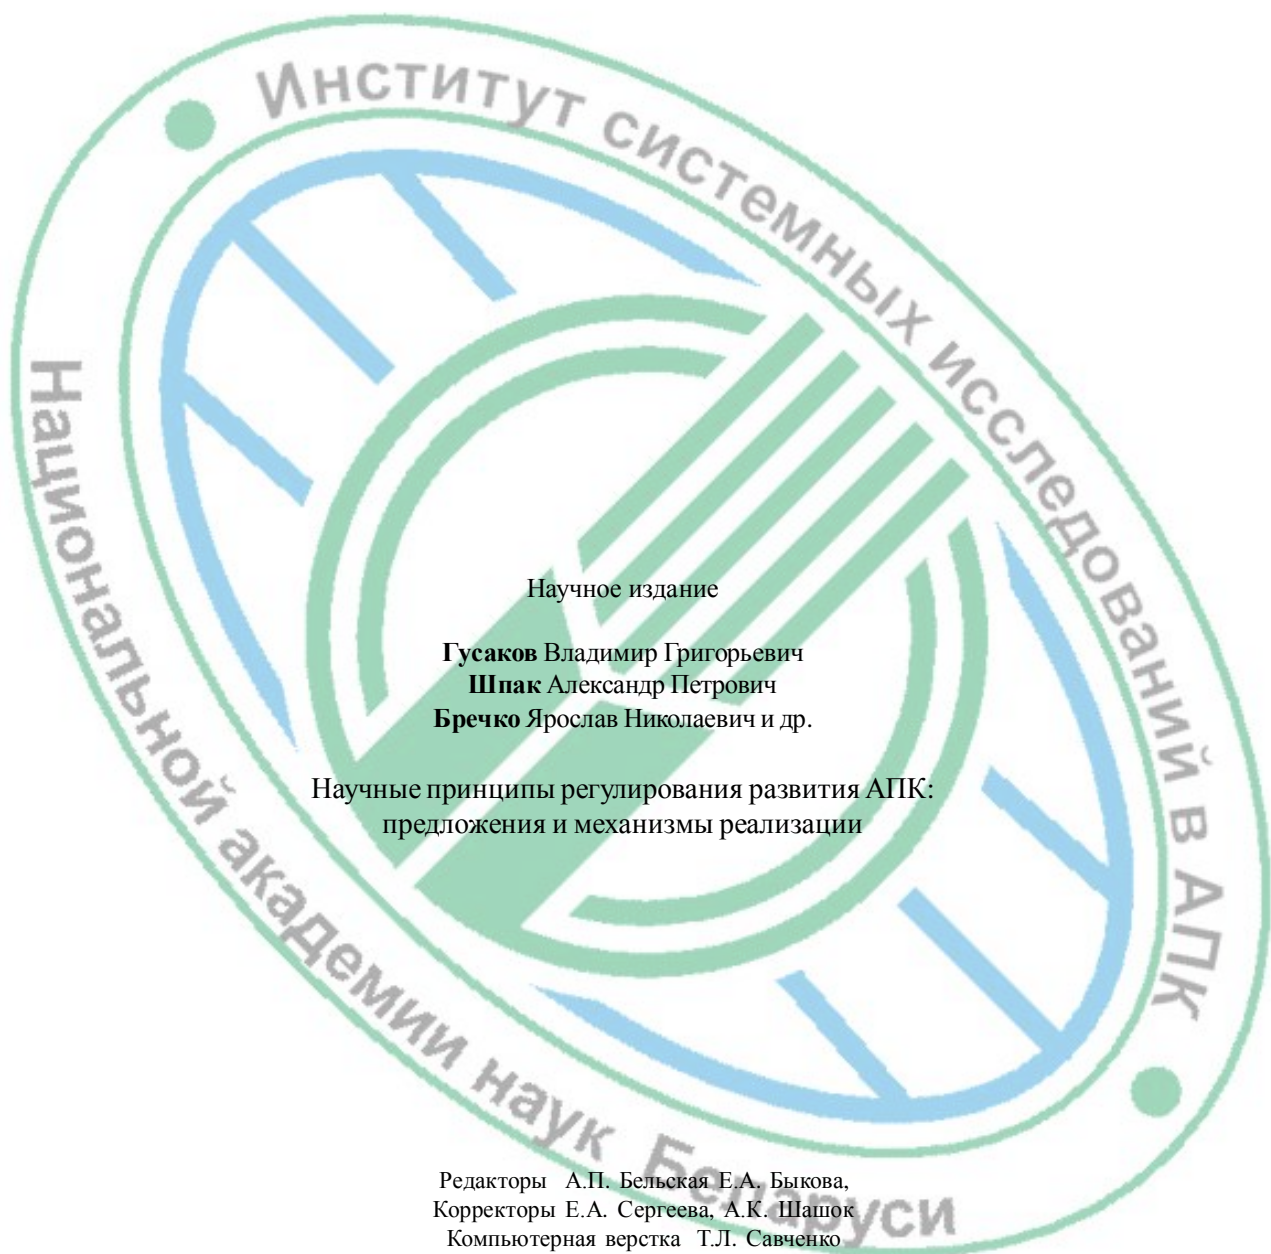 Институт системных исследований в АПК
Национальной академии наук Беларуси
Научное издание
Гусаков Владимир Григорьевич
Шпак Александр Петрович
Бречко Ярослав Николаевич и др.
Научные принципы регулирования развития АПК:
предложения и механизмы реализации
Редакторы А.П. Бельская Е.А. Быкова,
Корректоры Е.А. Сергеева, А.К. Шашок
Компьютерная верстка Т.Л. Савченко